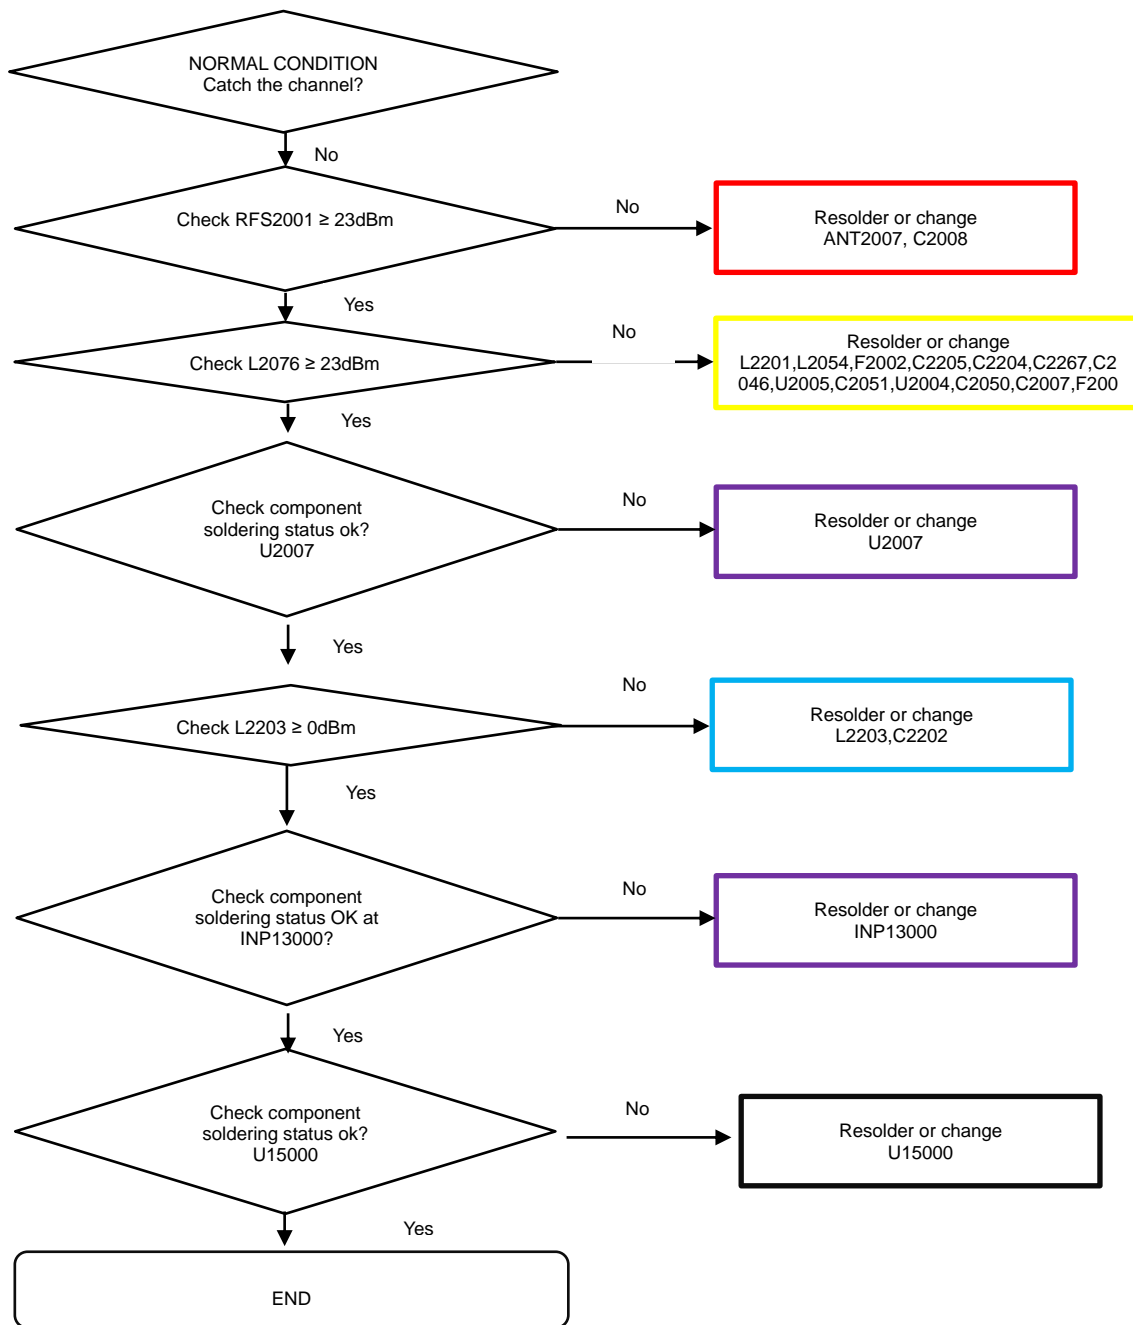 NORMAL CONDITION
Catch the channel?
No
Check RFS2001 ≥ 23dBm
No
Resolder or change
ANT2007, C2008
Yes
Check L2076 ≥ 23dBm
No
Resolder or change
L2201,L2054,F2002,C2205,C2204,C2267,C2
046,U2005,C2051,U2004,C2050,C2007,F200
Yes
Check component
soldering status ok?
U2007
No
Resolder or change
U2007
Yes
Check L2203 ≥ 0dBm
No
Resolder or change
L2203,C2202
Yes
Check component
soldering status OK at
INP13000?
No
Resolder or change
INP13000
Yes
Check component
soldering status ok?
U15000
No
Resolder or change
U15000
Yes
END